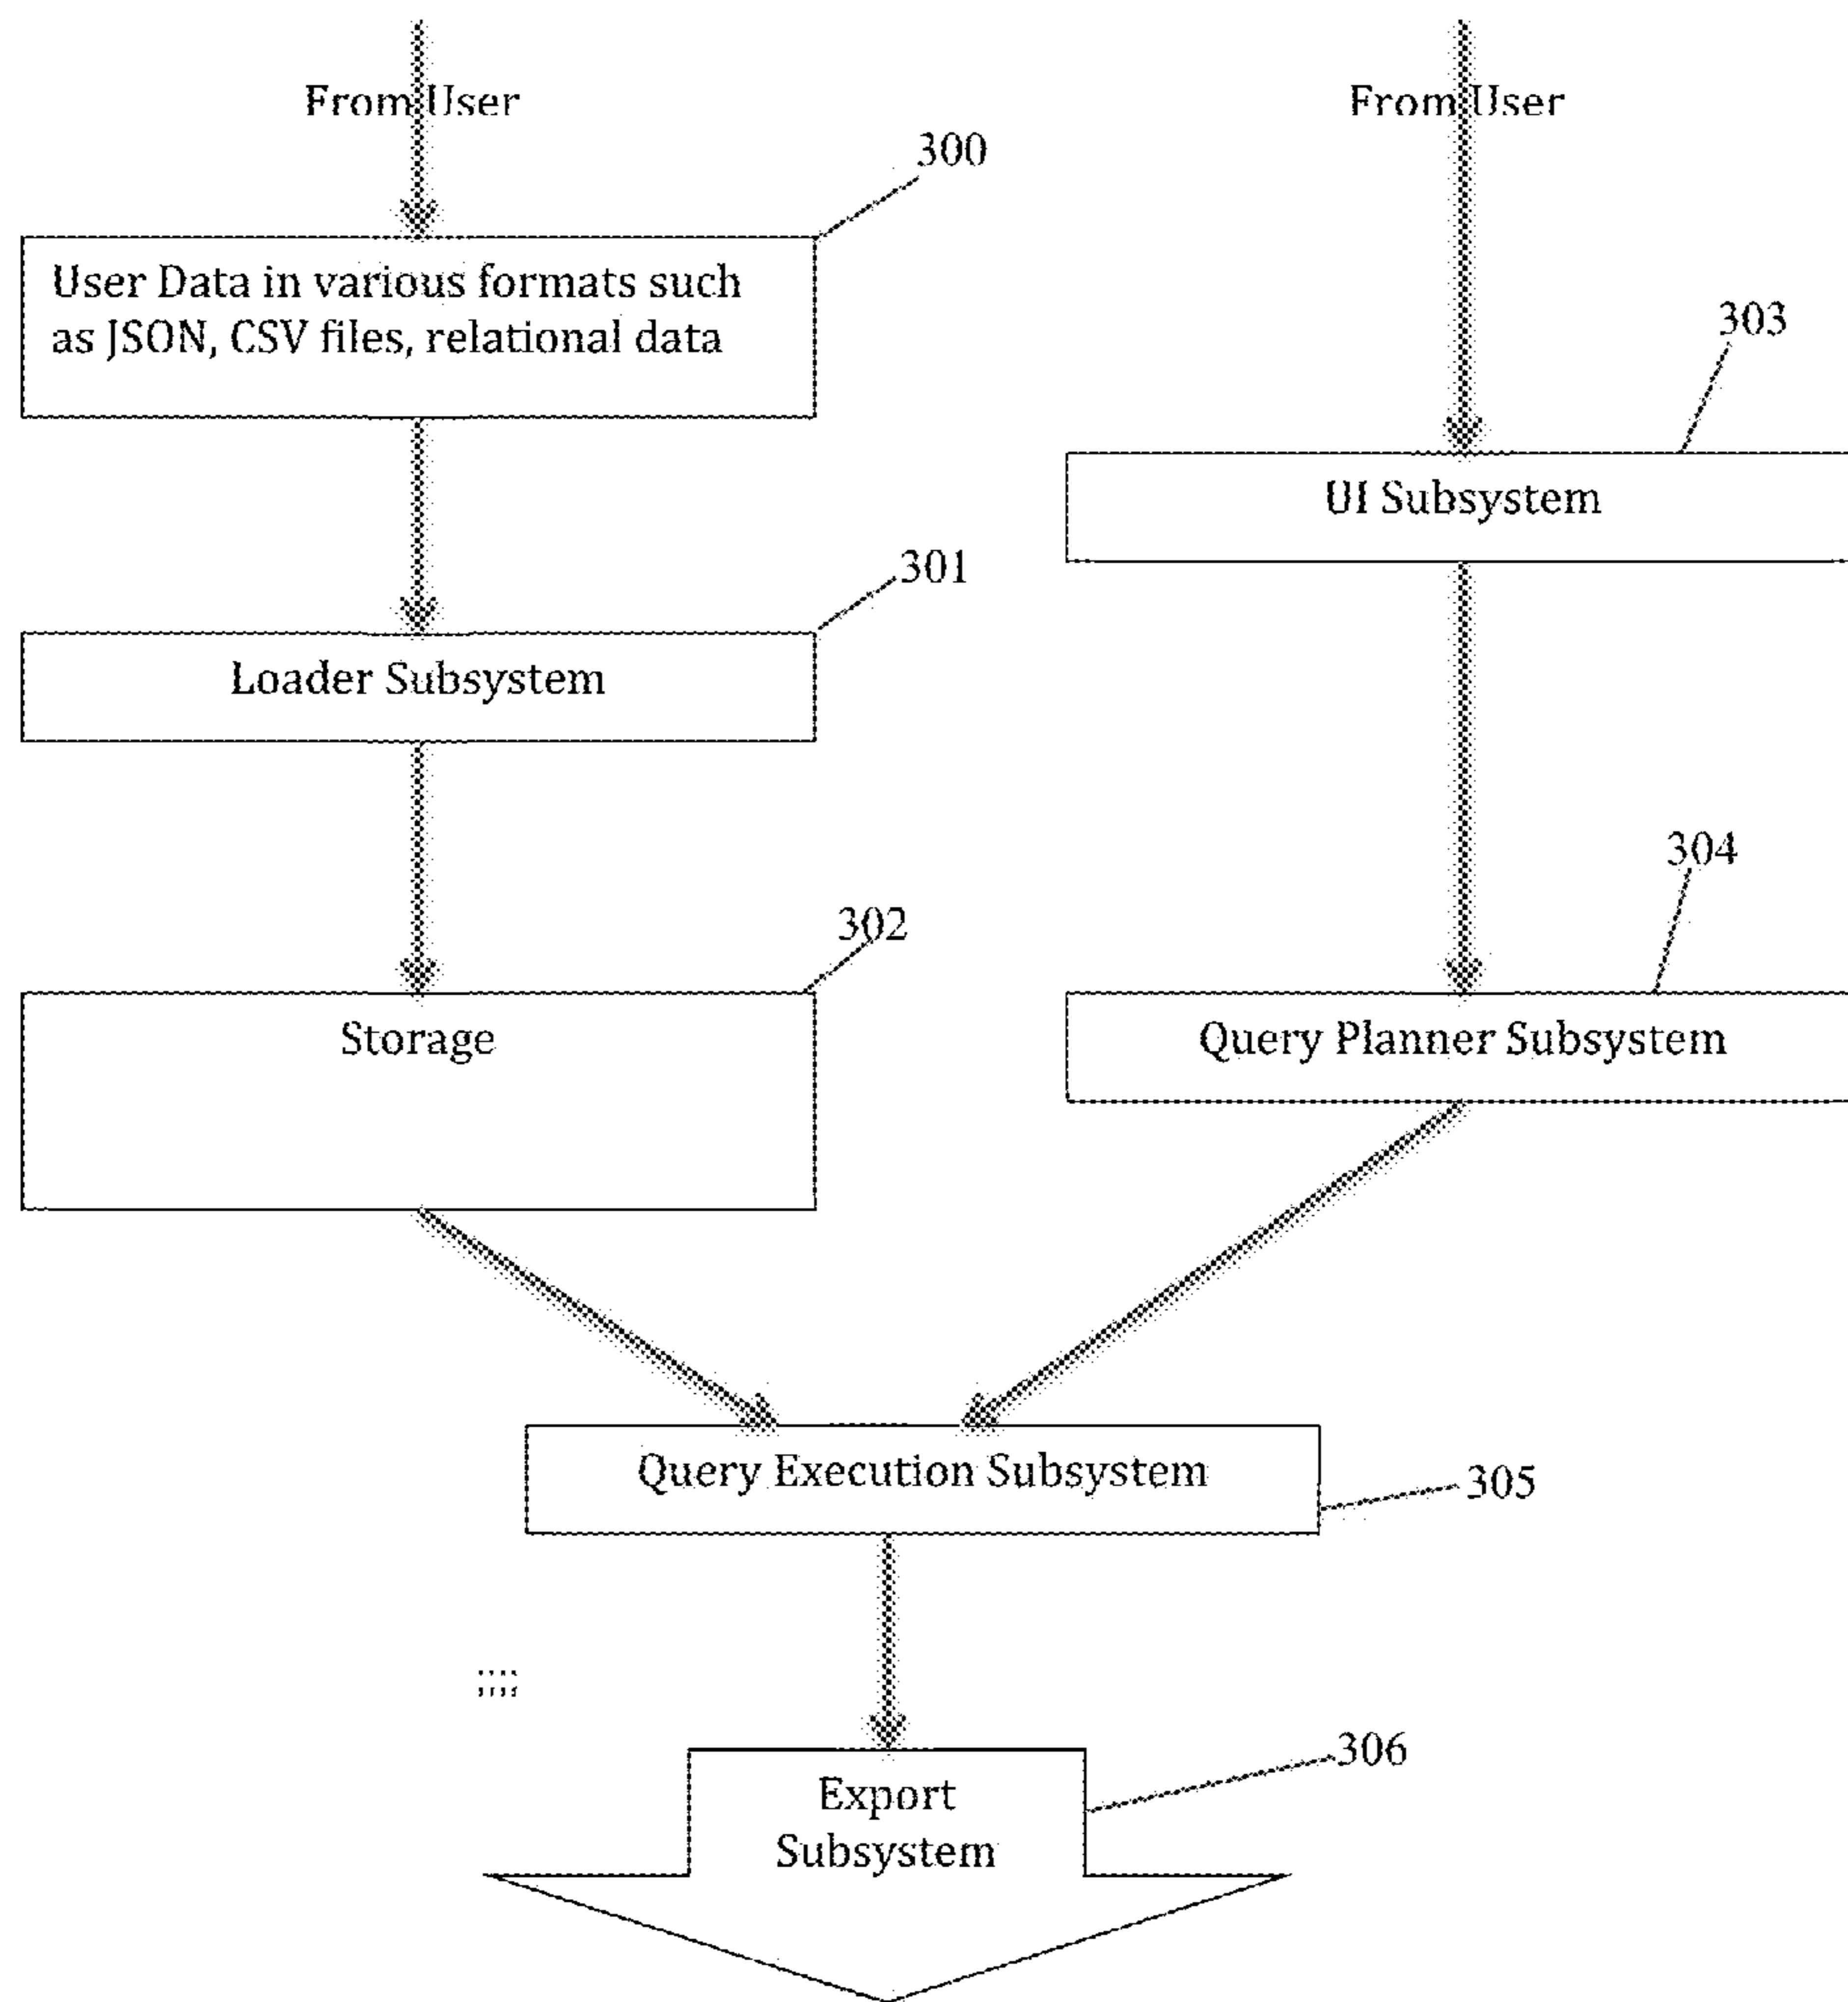 From User
From User
300
User Data in various formats such
as JSON, CSV files, relational data
303
UI Subsystem
301
Loader Subsystem
304
302
Storage
Query Planner Subsystem
Query Execution Subsystem
305
;;;;
306
Export
Subsystem